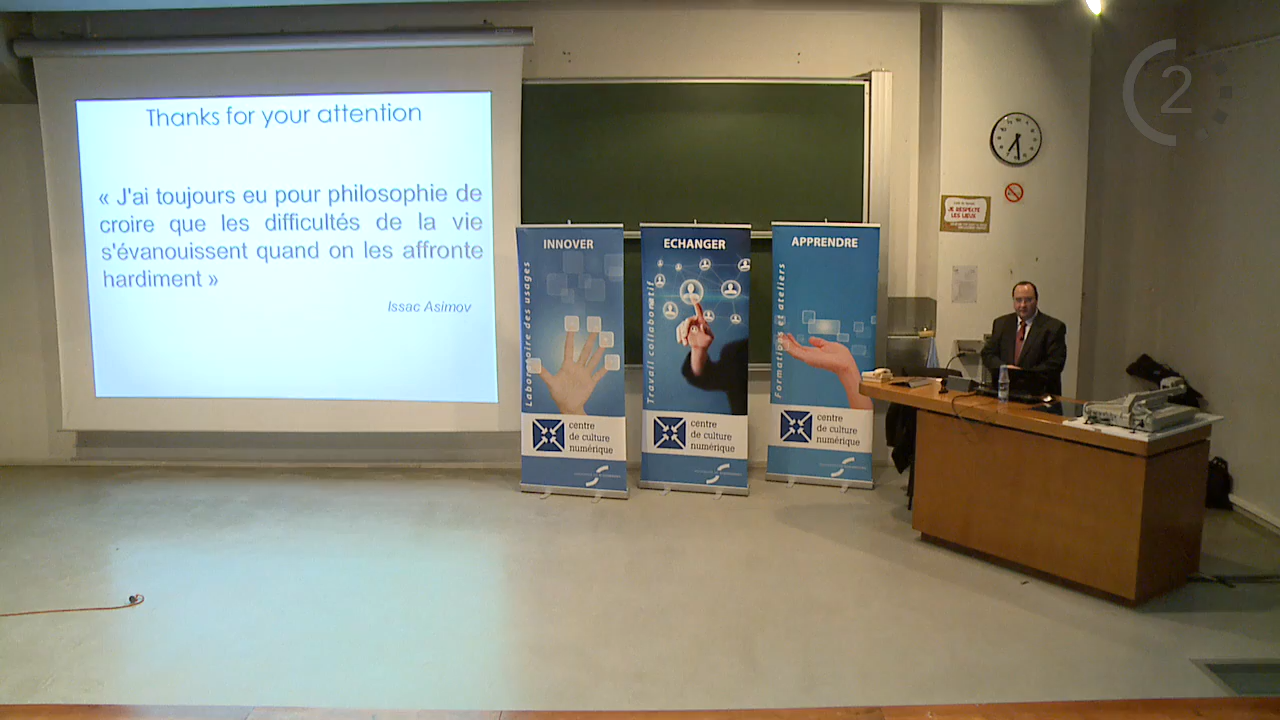 Thanks for your attention
« J'ai toujours eu pour philosophie de
croire que les difficultés de la vie
s'évanouissent quand on les affronte
hardiment »
Issac Asimov
INNOVER
Laboratoire des usages
centre
de culture
numérique
ECHANGER
Travail collaboratif
centre
de culture
numérique
APPRENDRE
Formations et ateliers
centre
de culture
numérique
JE RESPECTE
LES LIEUX
2